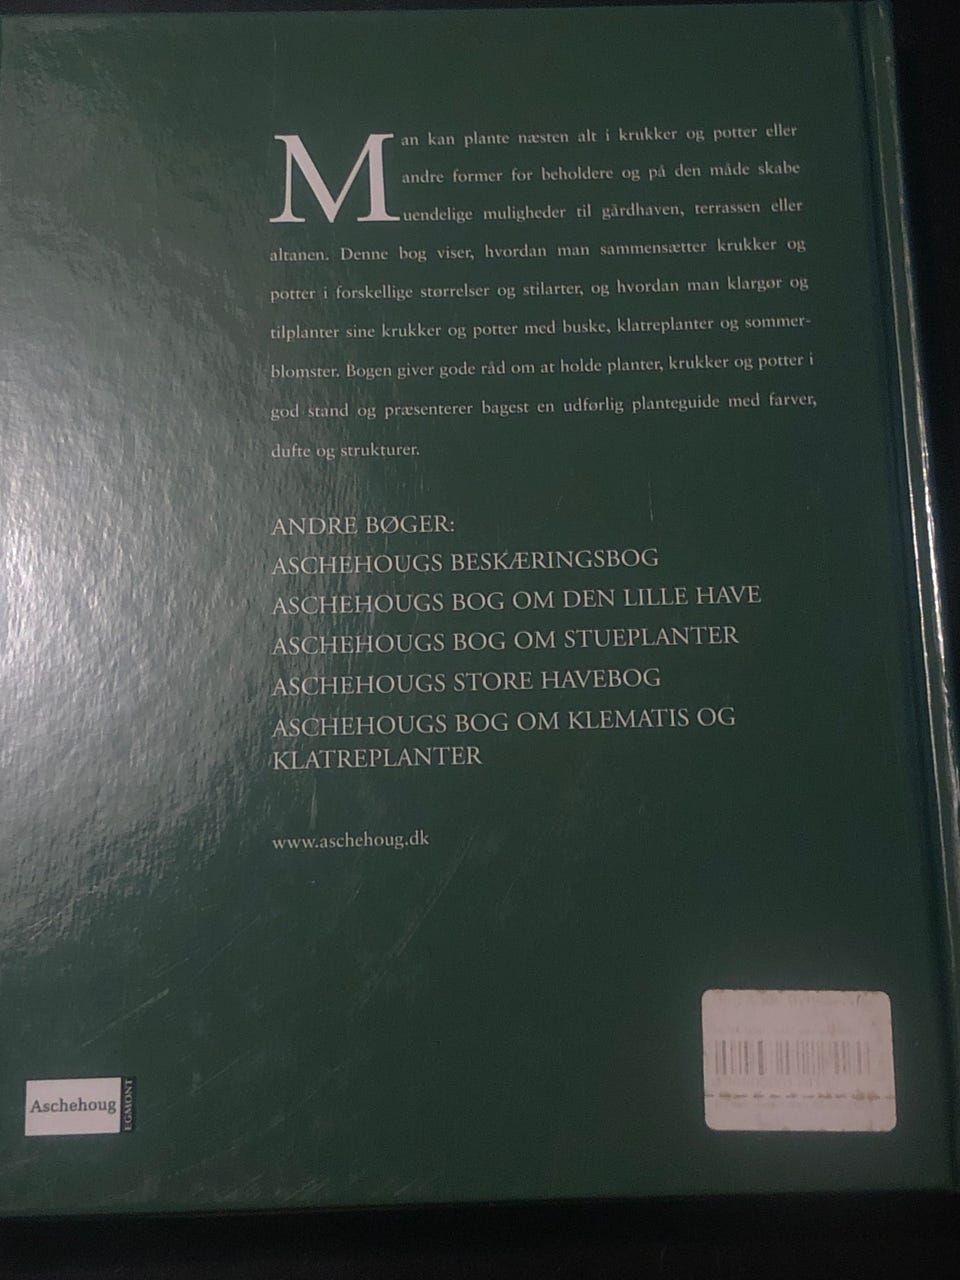 Man kan plante næsten alt i krukker og potter eller
andre former for beholdere og på den måde skabe
uendelige muligheder til gårdhaven, terrassen eller
altanen. Denne bog viser, hvordan man sammensætter krukker og
potter i forskellige størrelser og stilarter, og hvordan man klargør og
tilplanter sine krukker og potter med buske, klatreplanter og sommer-
blomster. Bogen giver gode råd om at holde planter, krukker og potter i
god stand og præsenterer bagest en udførlig planteguide med farver,
dufte og strukturer.
ANDRE BØGER:
ASCHEHOUGS BESKÆRINGSBOG
ASCHEHOUGS BOG OM DEN LILLE HAVE
ASCHEHOUGS BOG OM STUEPLANTER
ASCHEHOUGS STORE HAVEBOG
ASCHEHOUGS BOG OM KLEMATIS OG
KLATREPLANTER
www.aschehoug.dk
Aschehoug
EGMONT